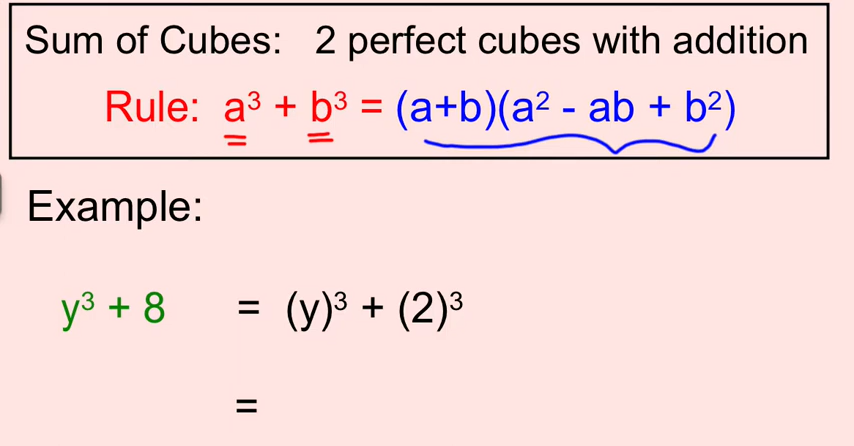 Sum of Cubes: 2 perfect cubes with addition
Rule: a³ + b³ = (a+b)(a² - ab + b²)
Example:
y³ + 8 = (y)³ + (2)³
=